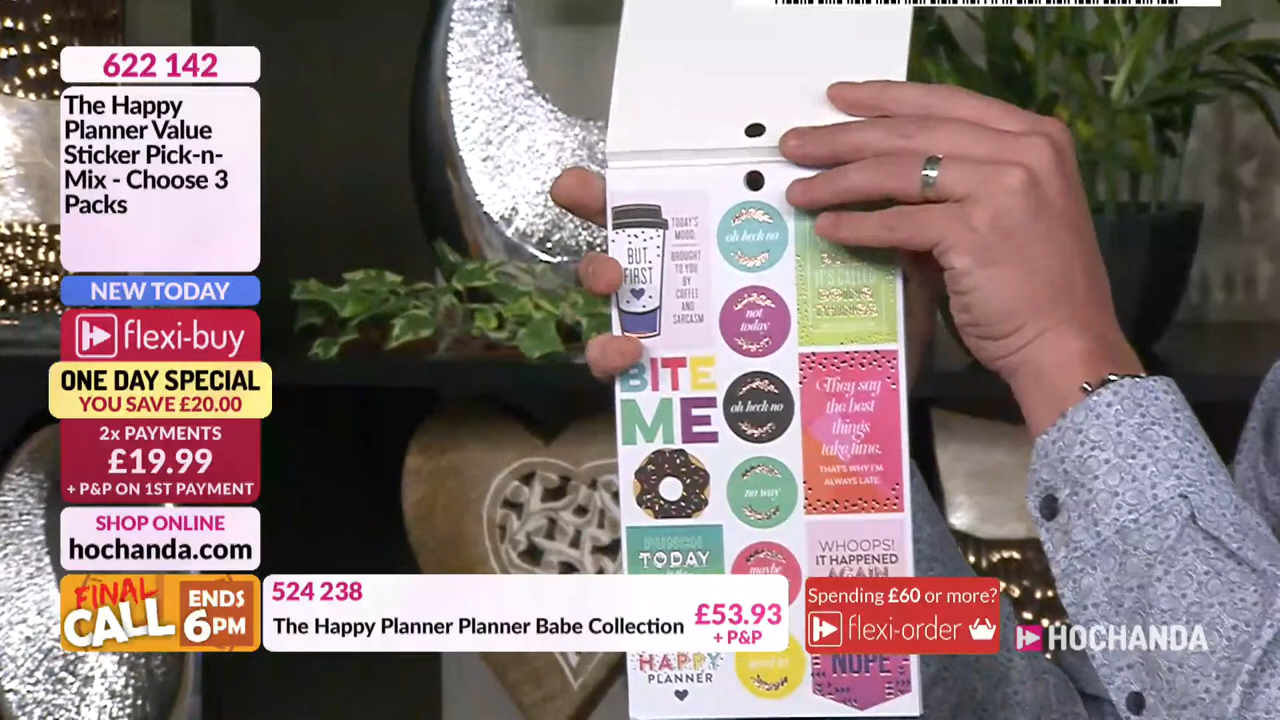 622 142
The Happy
Planner Value
Sticker Pick-n-
Mix - Choose 3
Packs
NEW TODAY
flexi-buy
ONE DAY SPECIAL
YOU SAVE £20.00
2x PAYMENTS
£19.99
+ P&P ON 1ST PAYMENT
SHOP ONLINE
hochanda.com
FINAL
CALL
ENDS
6PM
524 238
The Happy Planner Planner Babe Collection
£53.93
+ P&P
Spending £60 or more?
flexi-order
HOCHANDA
BUT
FIRST
TODAY'S
MOOD:
BROUGHT
TO YOU
BY
COFFEE
AND
SARCASM
BITE
ME
PUNCH
TODAY
HAPPY
PLANNER
oh heck no
not
today
oh heck no
no way
maybe
IT'S CALLED
DOING
THINGS
They say
the best
things
take time.
THAT'S WHY I'M
ALWAYS LATE.
WHOOPS!
IT HAPPENED
AGAIN
NOPE